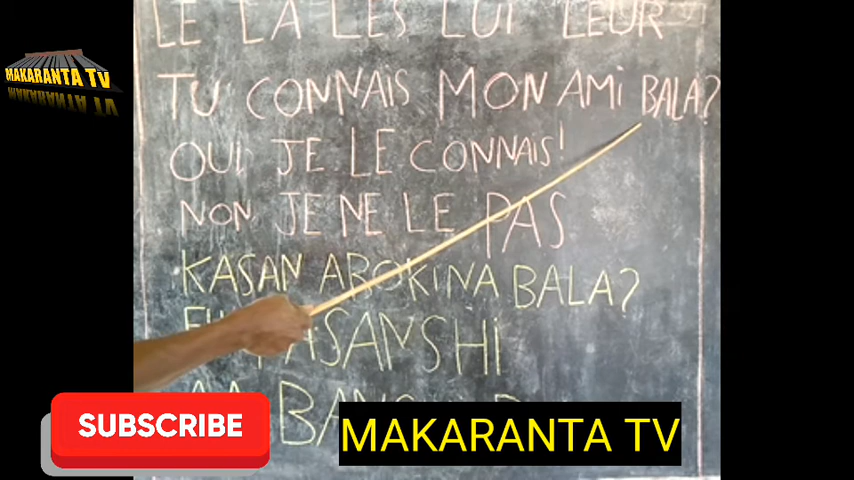 LE LA LES LUI LEUR
MAKARANTA TV
TU CONNAIS MON AMI BALA?
OUI JE LE CONNAIS!
NON JE NE LE PAS
KASAN AROKINA BALA?
SANSHI
SUBSCRIBE
MAKARANTA TV